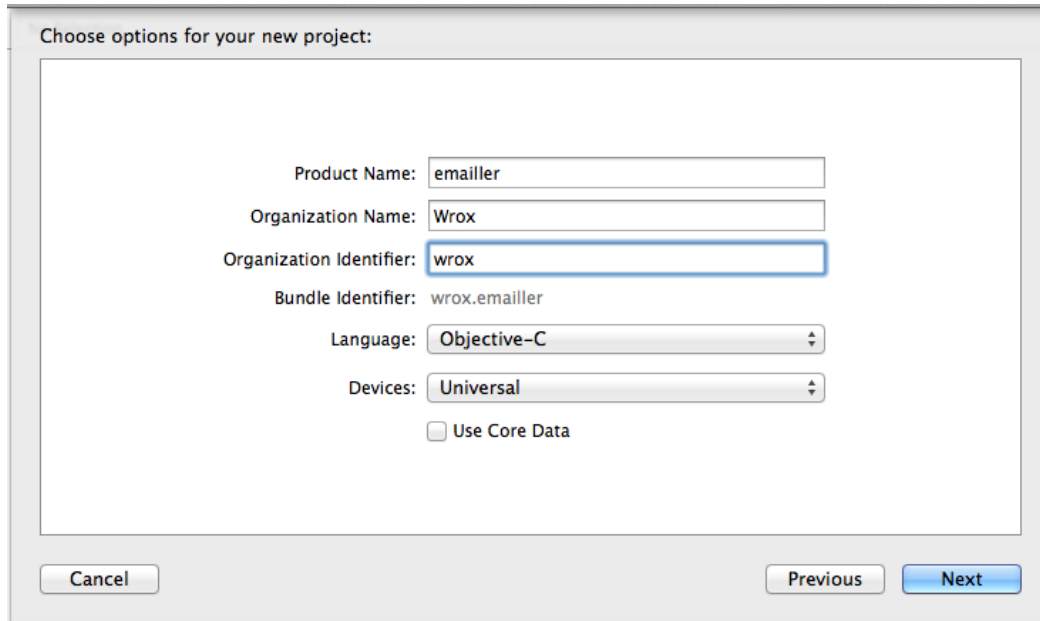 Choose options for your new project:
Product Name: emailler
Organization Name: Wrox
Organization Identifier: wrox
Bundle Identifier: wrox.emailler
Language: Objective-C
Devices: Universal
Use Core Data
Cancel Previous Next